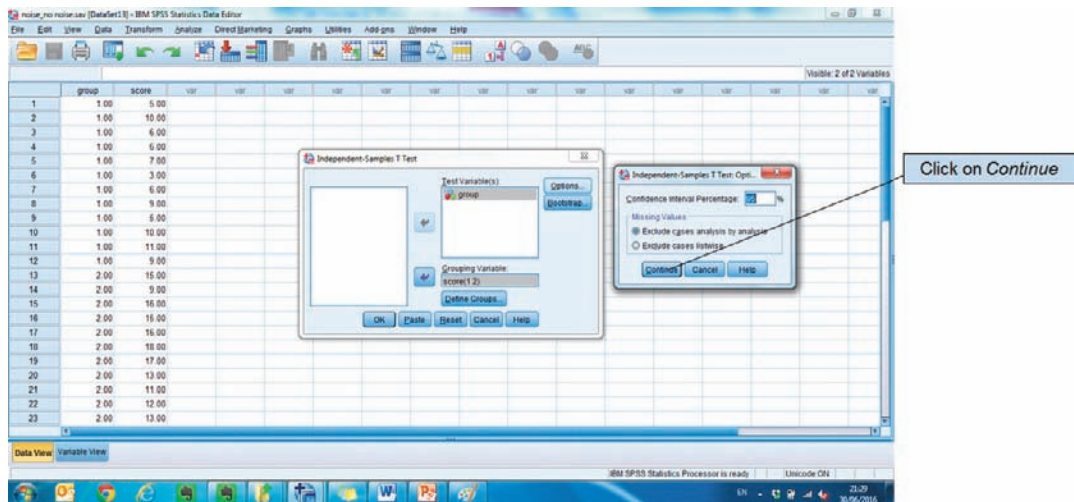 noise_no noise.sav [DataSet13] - IBM SPSS Statistics Data Editor
File Edit View Data Transform Analyze Direct Marketing Graphs Utilities Add-ons Window Help
Visible: 2 of 2 Variables
group score var var var var var var var var var var var var var var
1 1.00 5.00
2 1.00 10.00
3 1.00 6.00
4 1.00 6.00
5 1.00 7.00
6 1.00 3.00
7 1.00 6.00
8 1.00 9.00
9 1.00 5.00
10 1.00 10.00
11 1.00 11.00
12 1.00 9.00
13 2.00 15.00
14 2.00 9.00
15 2.00 16.00
16 2.00 15.00
17 2.00 16.00
18 2.00 18.00
19 2.00 17.00
20 2.00 13.00
21 2.00 11.00
22 2.00 12.00
23 2.00 13.00
Independent-Samples T Test
Test Variable(s):
group
Options...
Bootstrap...
Grouping Variable:
score(1 2)
Define Groups...
OK Paste Reset Cancel Help
Independent-Samples T Test: Opti...
Confidence Interval Percentage: 95 %
Missing Values
Exclude cases analysis by analysis
Exclude cases listwise
Continue Cancel Help
Click on Continue
Data View Variable View
IBM SPSS Statistics Processor is ready Unicode:ON
EN 21:29
30/06/2016